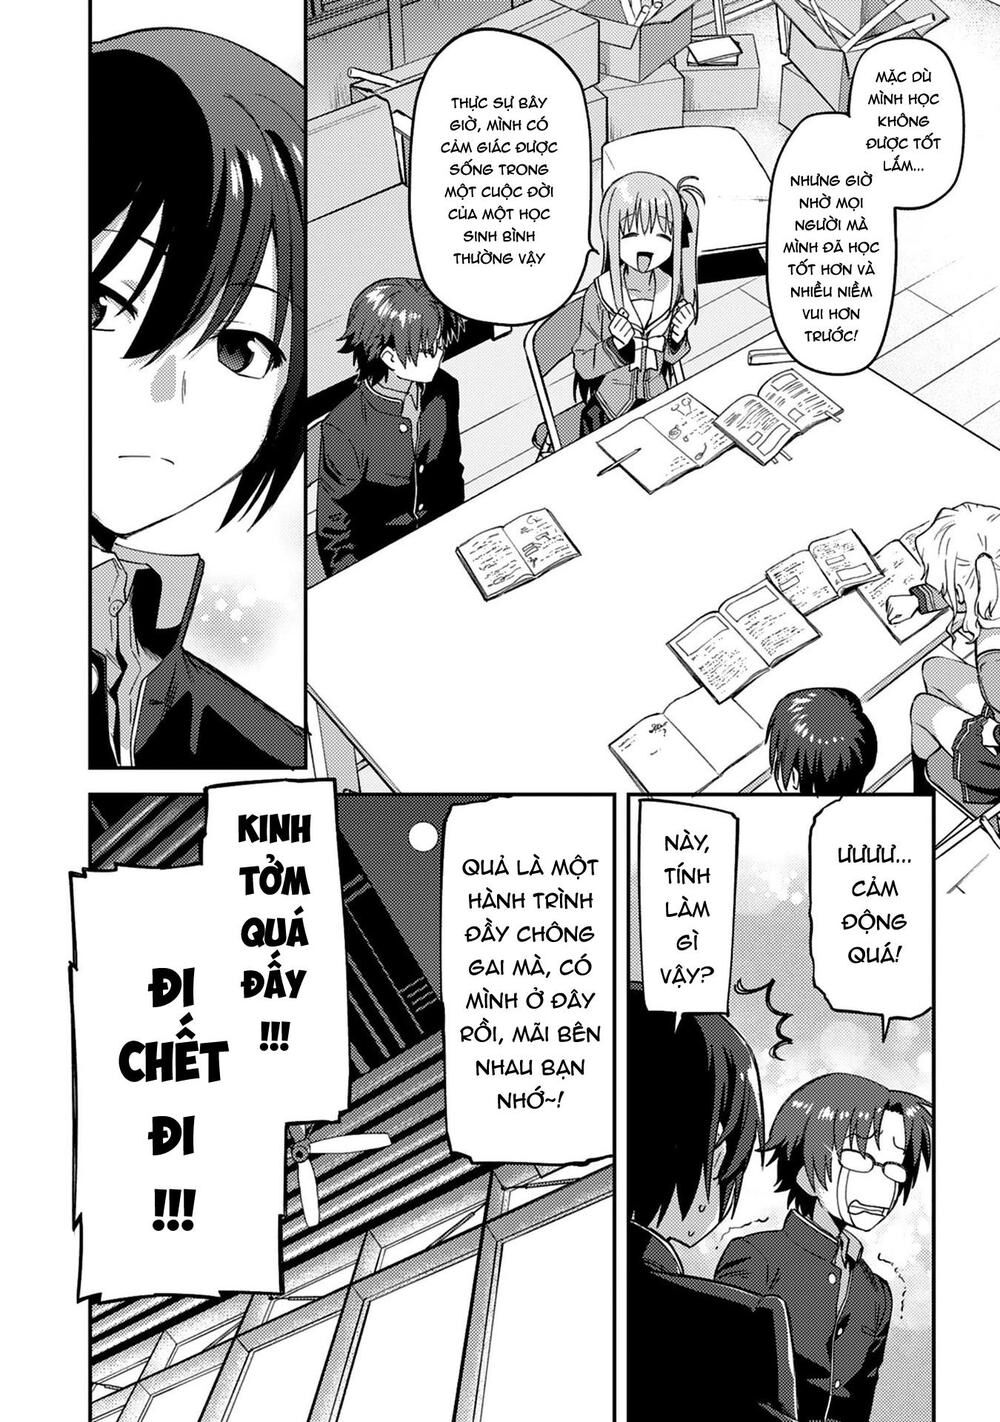 MẶC DÙ
MÌNH HỌC
KHÔNG
ĐƯỢC TỐT
LẮM...
NHƯNG GIỜ
NHỜ MỌI
NGƯỜI MÀ
MÌNH ĐÃ HỌC
TỐT HƠN VÀ
NHIỀU NIỀM
VUI HƠN
TRƯỚC!
THỰC SỰ BÂY
GIỜ, MÌNH CÓ
CẢM GIÁC ĐƯỢC
SỐNG TRONG
MỘT CUỘC ĐỜI
CỦA MỘT HỌC
SINH BÌNH
THƯỜNG VẬY
ƯƯƯƯ...
CẢM
ĐỘNG
QUÁ!
NÀY,
TÍNH
LÀM
GÌ
VẬY?
QUẢ LÀ MỘT
HÀNH TRÌNH
ĐẦY CHÔNG
GAI MÀ, CÓ
MÌNH Ở ĐÂY
RỒI, MÃI BÊN
NHAU BẠN
NHỚ~!
KINH
TỞM
QUÁ
ĐẤY
!!!
ĐI
CHẾT
ĐI
!!!